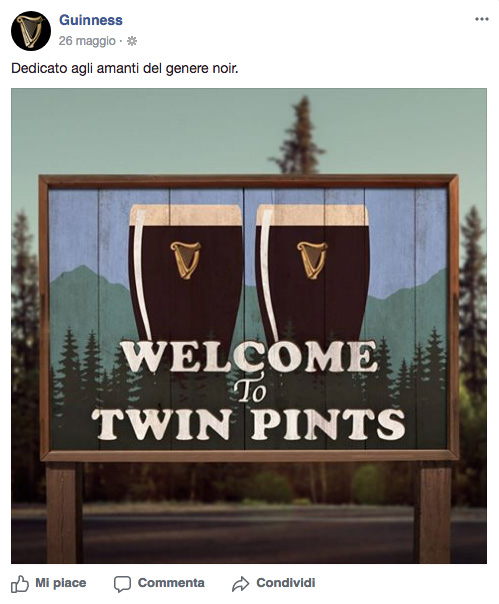 Guinness
26 maggio ·
Dedicato agli amanti del genere noir.
WELCOME
To
TWIN PINTS
Mi piace Commenta Condividi